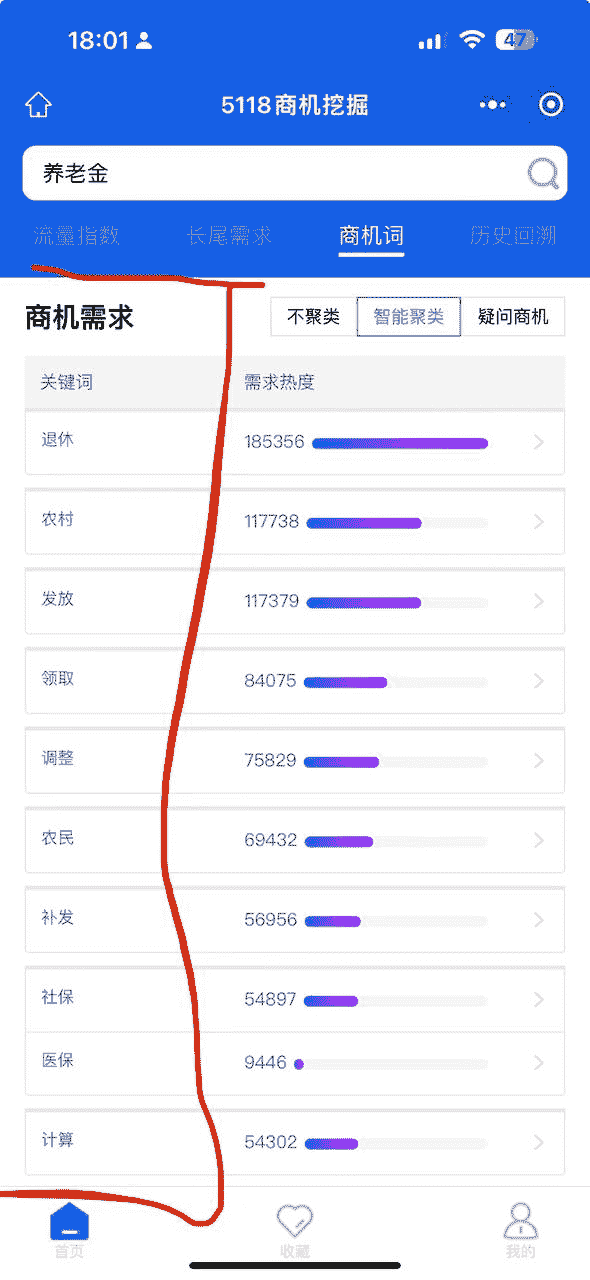 18:01
47
5118商机挖掘
养老金
流量指数 长尾需求 商机词 历史回溯
商机需求 不聚类 智能聚类 疑问商机
关键词 需求热度
退休 185356
农村 117738
发放 117379
领取 84075
调整 75829
农民 69432
补发 56956
社保 54897
医保 9446
计算 54302
首页 收藏 我的